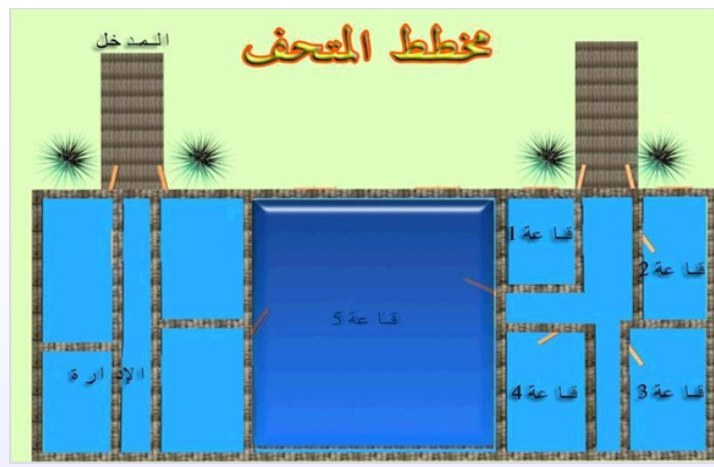 مخطط المتحف
المدخل
قاعة 1
قاعة 2
قاعة 5
الإدارة
قاعة 4
قاعة 3